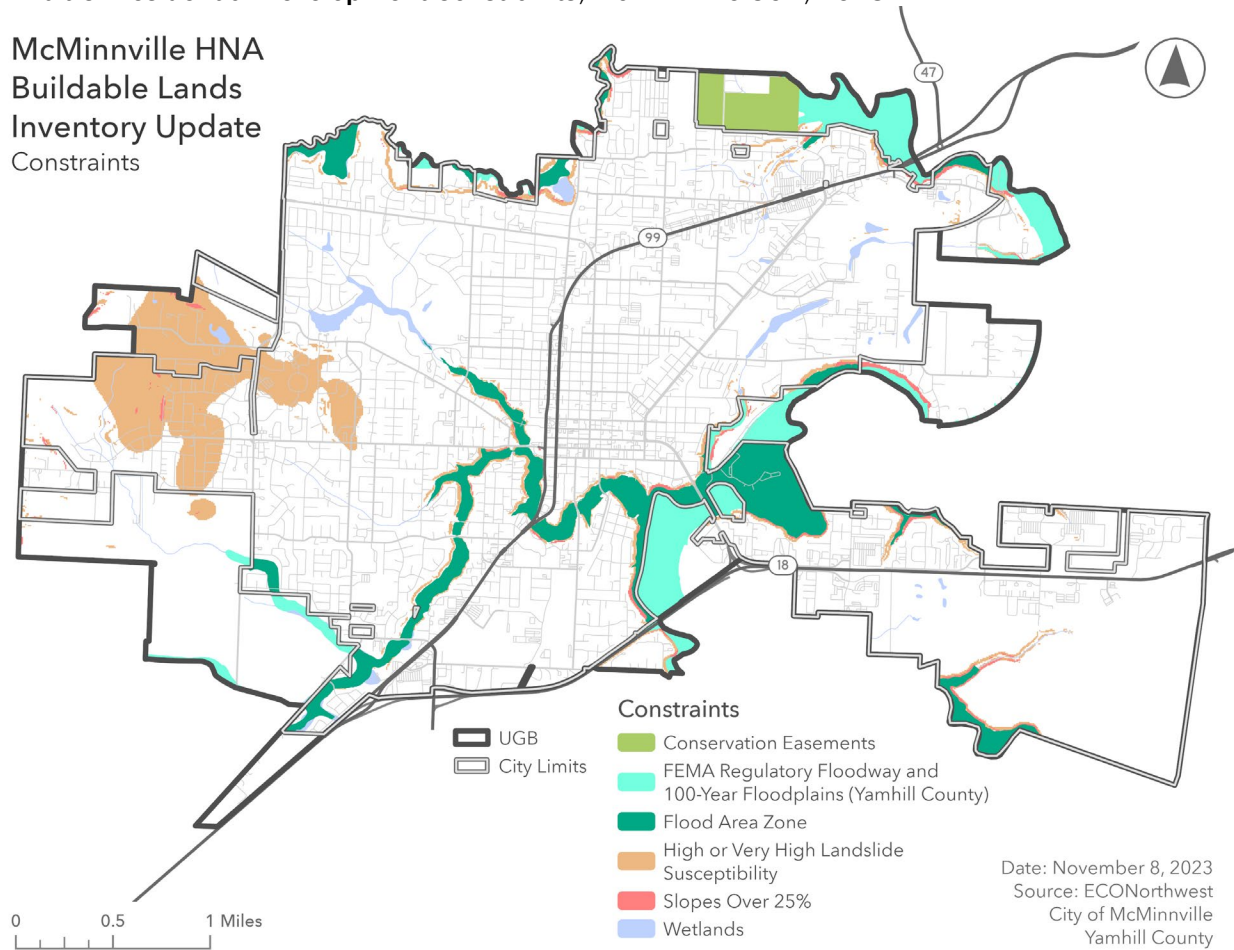 McMinnville HNA
Buildable Lands
Inventory Update
Constraints
47
99
18
UGB
City Limits
Constraints
Conservation Easements
FEMA Regulatory Floodway and
100-Year Floodplains (Yamhill County)
Flood Area Zone
High or Very High Landslide
Susceptibility
Slopes Over 25%
Wetlands
Date: November 8, 2023
Source: ECONorthwest
City of McMinnville
Yamhill County
0 0.5 1 Miles